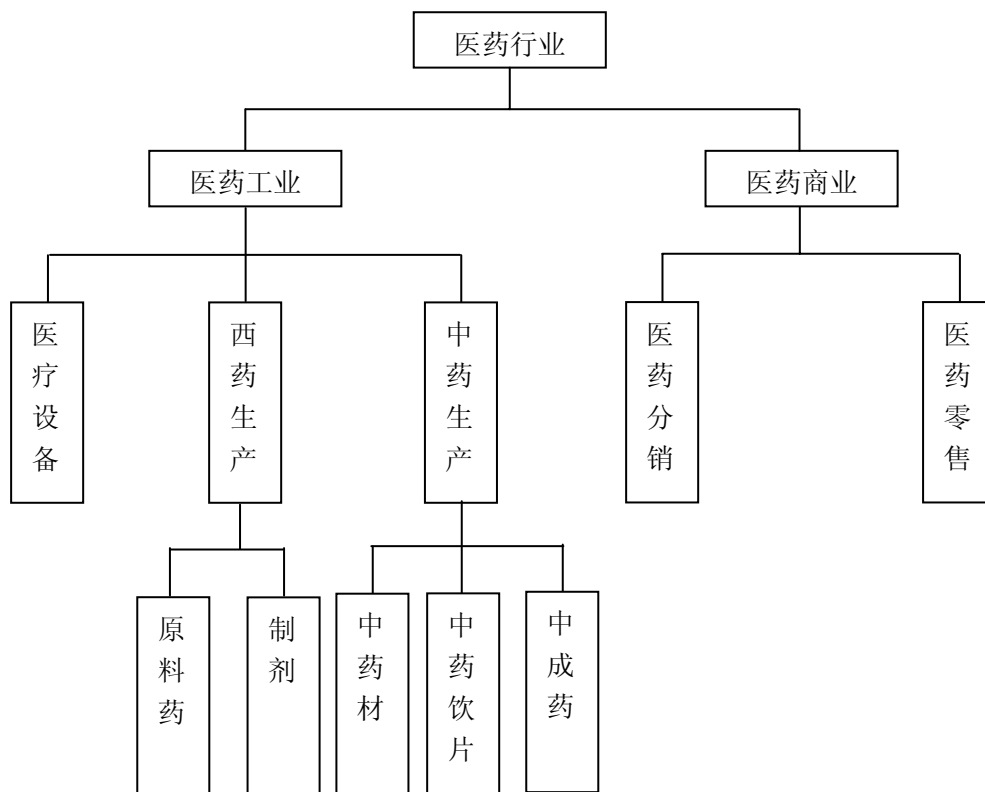 医药行业
医药工业
医药商业
医疗设备
西药生产
中药生产
医药分销
医药零售
原料药
制剂
中药材
中药饮片
中成药